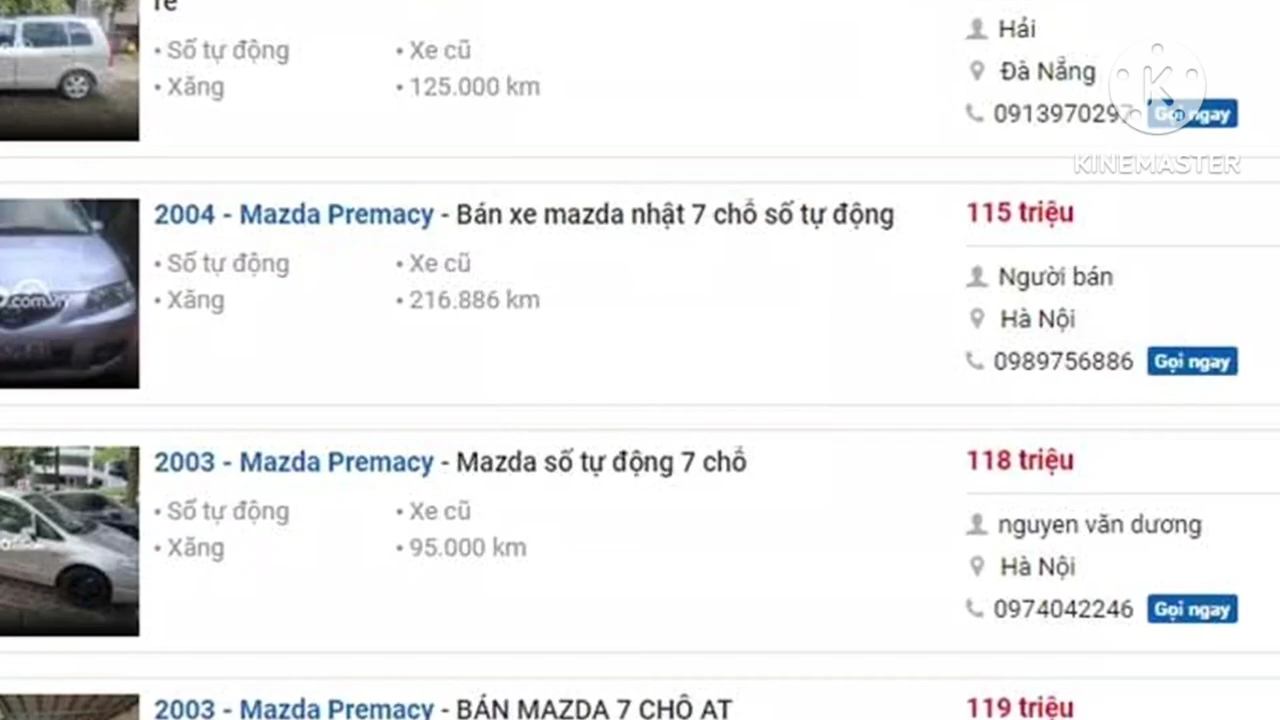 rẻ
• Số tự động • Xe cũ
• Xăng • 125.000 km
Hải
Đà Nẵng
0913970297 Gọi ngay
KINEMASTER
2004 - Mazda Premacy - Bán xe mazda nhật 7 chỗ số tự động
115 triệu
• Số tự động • Xe cũ
• Xăng • 216.886 km
Người bán
Hà Nội
0989756886 Gọi ngay
2003 - Mazda Premacy - Mazda số tự động 7 chỗ
118 triệu
• Số tự động • Xe cũ
• Xăng • 95.000 km
nguyen văn dương
Hà Nội
0974042246 Gọi ngay
2003 - Mazda Premacy - BÁN MAZDA 7 CHỖ AT
119 triệu